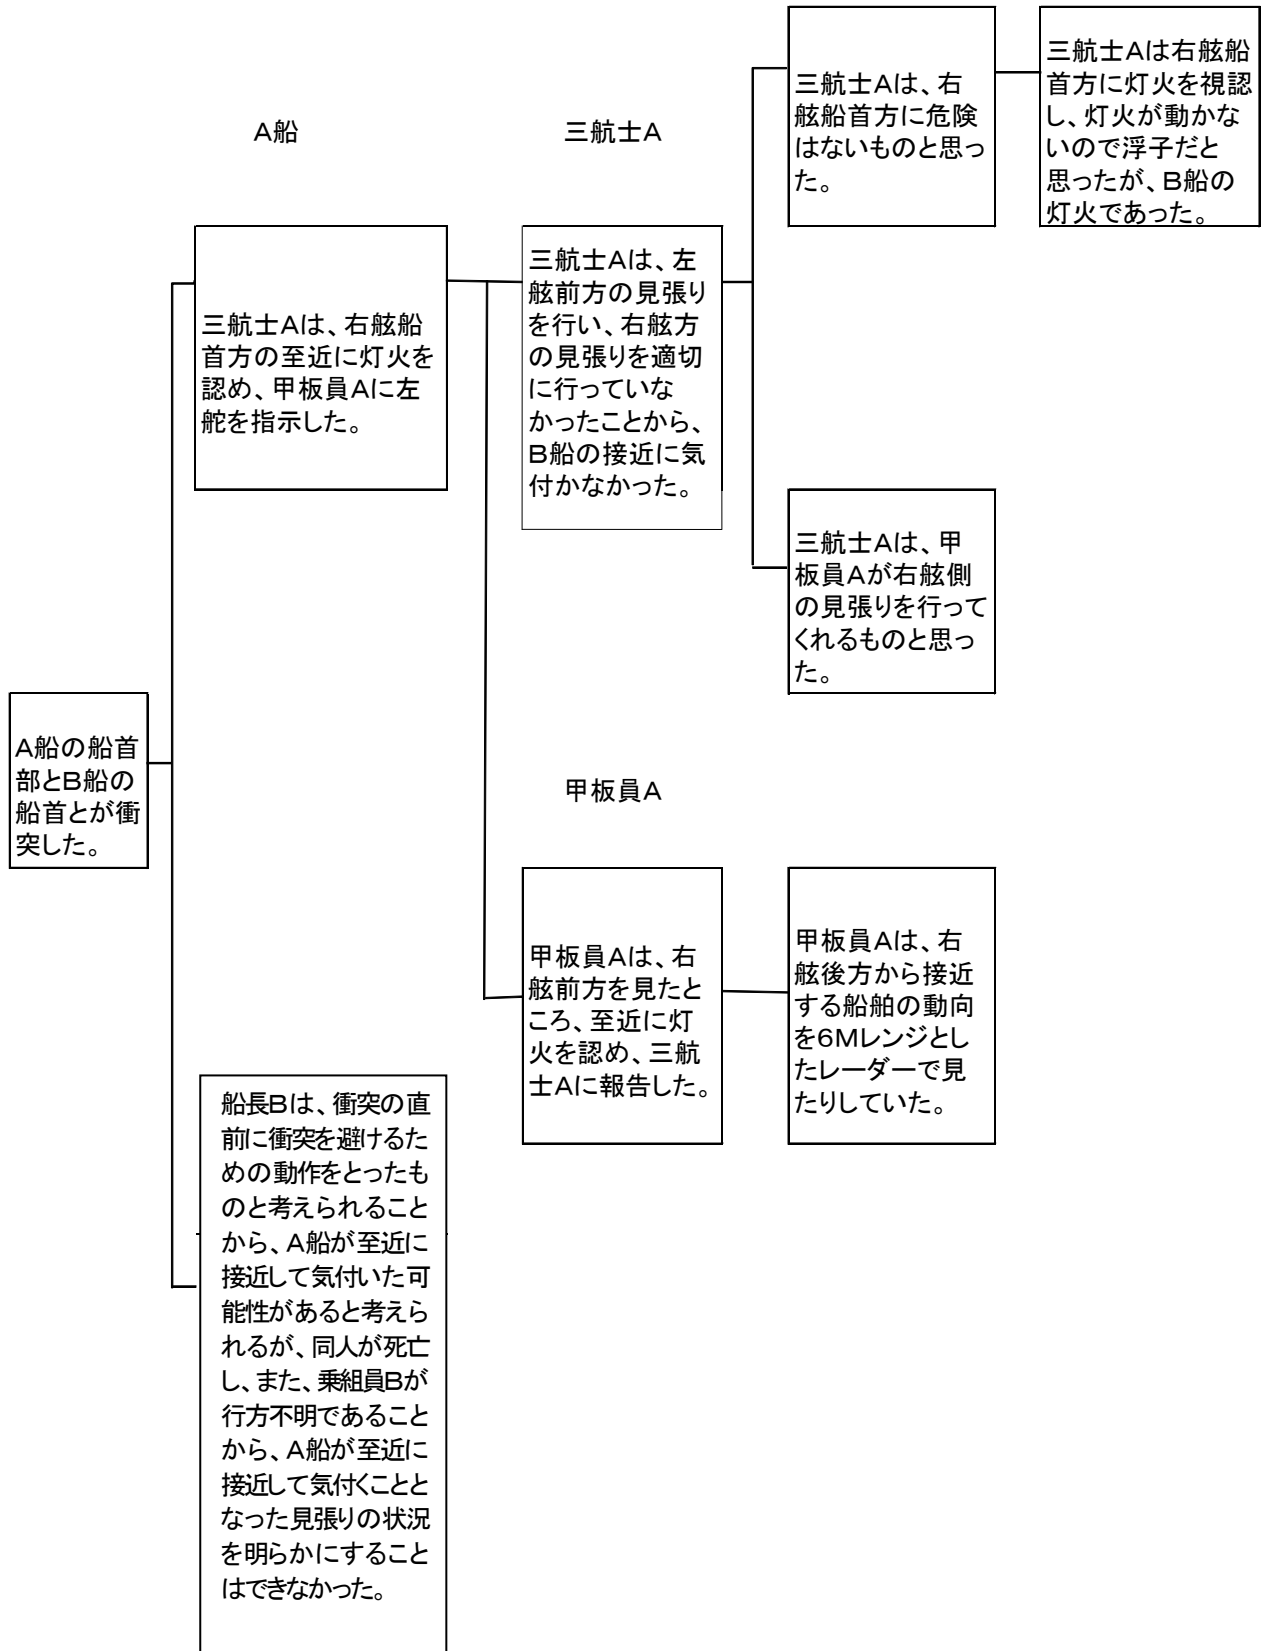 A船
三航士A
三航士Aは、右
舷船首方に危険
はないものと思っ
た。
三航士Aは右舷船
首方に灯火を視認
し、灯火が動かな
いので浮子だと
思ったが、B船の
灯火であった。
三航士Aは、右舷船
首方の至近に灯火を
認め、甲板員Aに左
舵を指示した。
三航士Aは、左
舷前方の見張り
を行い、右舷方
の見張りを適切
に行っていな
かったことから、
B船の接近に気
付かなかった。
三航士Aは、甲
板員Aが右舷側
の見張りを行って
くれるものと思っ
た。
A船の船首
部とB船の
船首とが衝
突した。
甲板員A
甲板員Aは、右
舷前方を見たと
ころ、至近に灯
火を認め、三航
士Aに報告した。
甲板員Aは、右
舷後方から接近
する船舶の動向
を6Mレンジとし
たレーダーで見
たりしていた。
船長Bは、衝突の直
前に衝突を避けるた
めの動作をとったも
のと考えられること
から、A船が至近に
接近して気付いた可
能性があると考えら
れるが、同人が死亡
し、また、乗組員Bが
行方不明であること
から、A船が至近に
接近して気付くことと
なった見張りの状況
を明らかにすること
はできなかった。